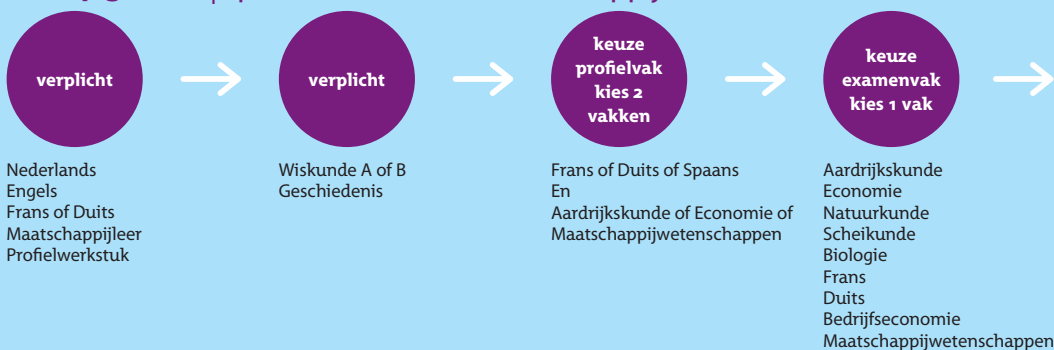 verplicht
Nederlands
Engels
Frans of Duits
Maatschappijleer
Profielwerkstuk
verplicht
Wiskunde A of B
Geschiedenis
keuze
profielvak
kies 2
vakken
Frans of Duits of Spaans
En
Aardrijkskunde of Economie of
Maatschappijwetenschappen
keuze
examenvak
kies 1 vak
Aardrijkskunde
Economie
Natuurkunde
Scheikunde
Biologie
Frans
Duits
Bedrijfseconomie
Maatschappijwetenschappen